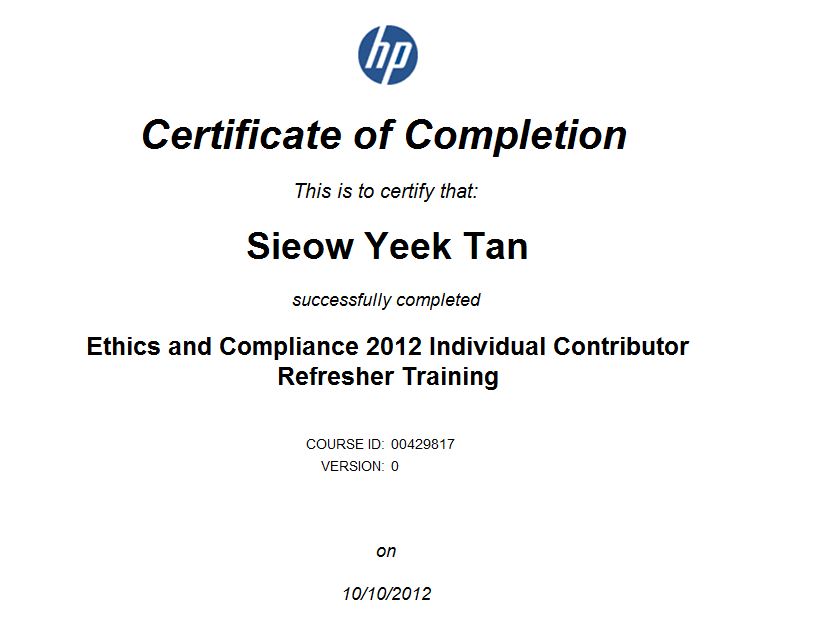 hp
Certificate of Completion
This is to certify that:
Sieow Yeek Tan
successfully completed
Ethics and Compliance 2012 Individual Contributor
Refresher Training
COURSE ID: 00429817
VERSION: 0
on
10/10/2012